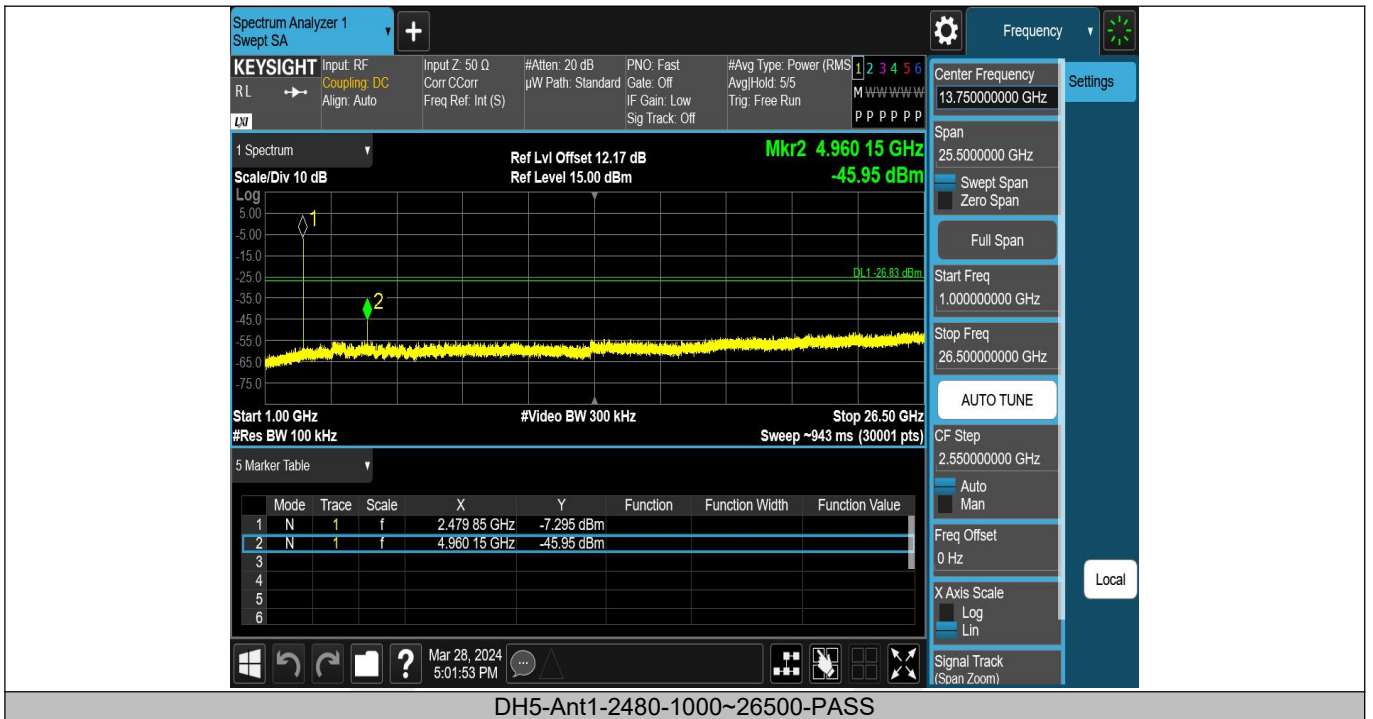 Spectrum Analyzer 1
Swept SA
+
Frequency
KEYSIGHT
RL
LXI
Input: RF
Coupling: DC
Align: Auto
Input Z: 50 Ω
Corr CCorr
Freq Ref: Int (S)
#Atten: 20 dB
µW Path: Standard
PNO: Fast
Gate: Off
IF Gain: Low
Sig Track: Off
#Avg Type: Power (RMS
Avg|Hold: 5/5
Trig: Free Run
1 2 3 4 5 6
M W W W W W
P P P P P P
1 Spectrum
Scale/Div 10 dB
Ref Lvl Offset 12.17 dB
Ref Level 15.00 dBm
Mkr2 4.960 15 GHz
-45.95 dBm
Log
5.00
-5.00
-15.0
-25.0
-35.0
-45.0
-55.0
-65.0
-75.0
1
2
DL1 -26.83 dBm
Start 1.00 GHz
#Res BW 100 kHz
#Video BW 300 kHz
Stop 26.50 GHz
Sweep ~943 ms (30001 pts)
5 Marker Table
Mode Trace Scale X Y Function Function Width Function Value
1 N 1 f 2.479 85 GHz -7.295 dBm
2 N 1 f 4.960 15 GHz -45.95 dBm
3
4
5
6
?
Mar 28, 2024
5:01:53 PM
Center Frequency
13.750000000 GHz
Settings
Span
25.5000000 GHz
Swept Span
Zero Span
Full Span
Start Freq
1.000000000 GHz
Stop Freq
26.500000000 GHz
AUTO TUNE
CF Step
2.550000000 GHz
Auto
Man
Freq Offset
0 Hz
X Axis Scale
Log
Lin
Local
Signal Track
(Span Zoom)
DH5-Ant1-2480-1000~26500-PASS